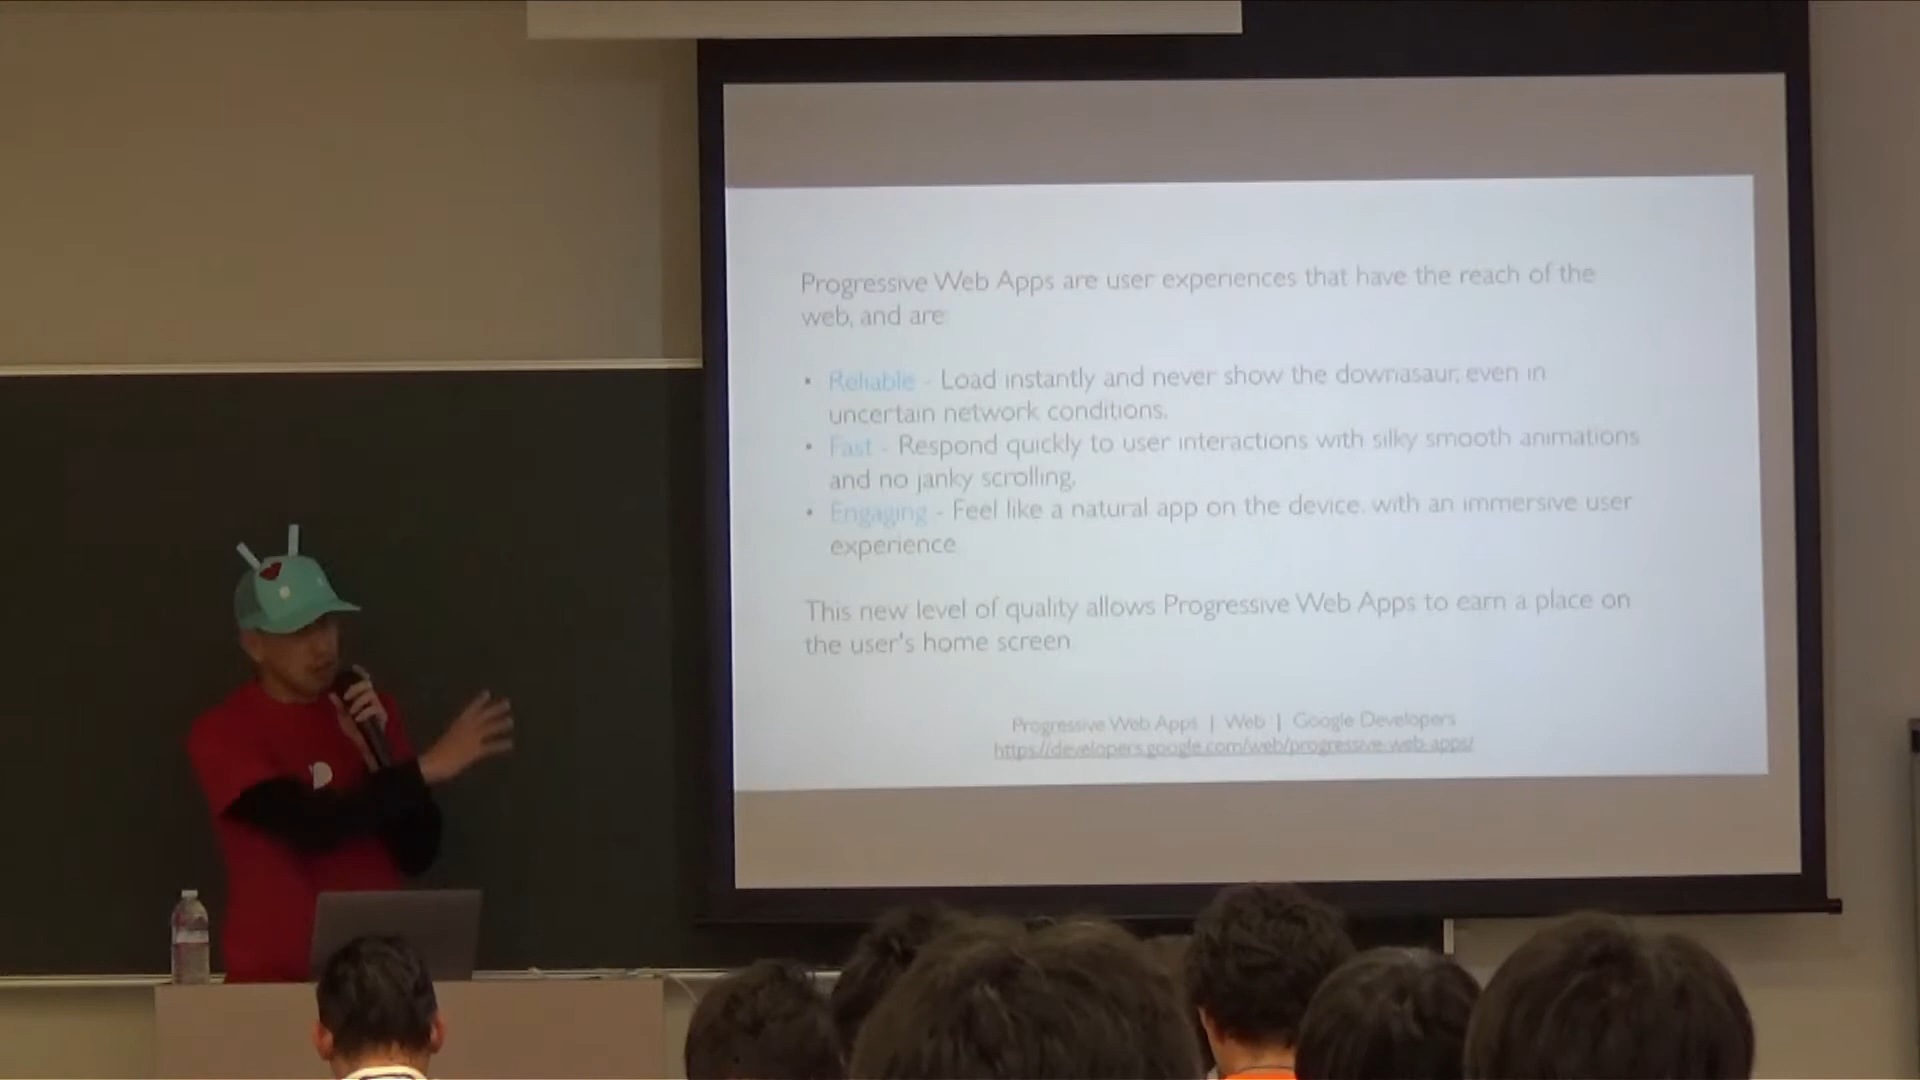 Progressive Web Apps are user experiences that have the reach of the
web, and are:
• Reliable - Load instantly and never show the downasaur, even in
uncertain network conditions.
• Fast - Respond quickly to user interactions with silky smooth animations
and no janky scrolling.
• Engaging - Feel like a natural app on the device, with an immersive user
experience
This new level of quality allows Progressive Web Apps to earn a place on
the user's home screen
Progressive Web Apps | Web | Google Developers
https://developers.google.com/web/progressive-web-apps/